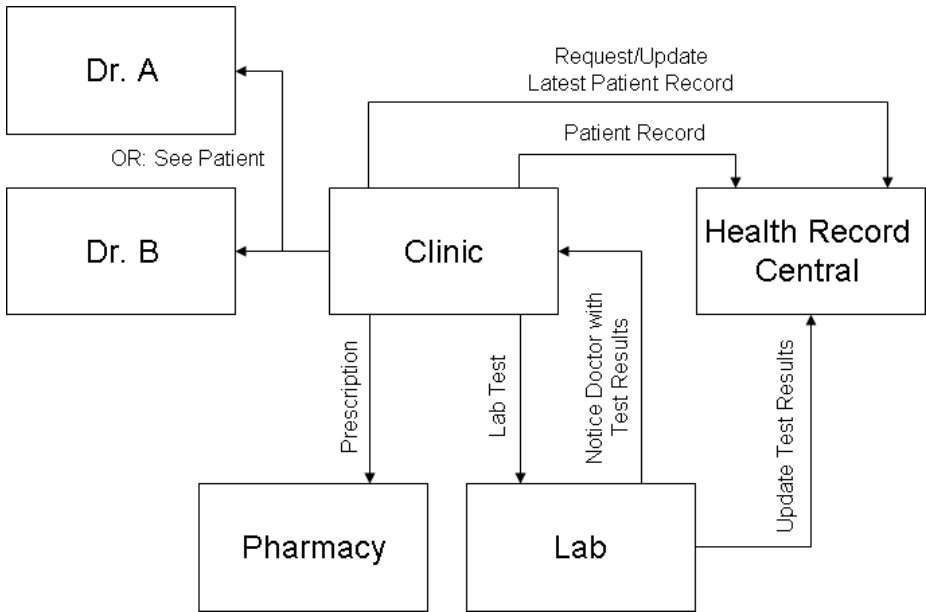 Dr. A
Request/Update
Latest Patient Record
Patient Record
OR: See Patient
Dr. B
Clinic
Health Record
Central
Prescription
Lab Test
Notice Doctor with
Test Results
Update Test Results
Pharmacy
Lab